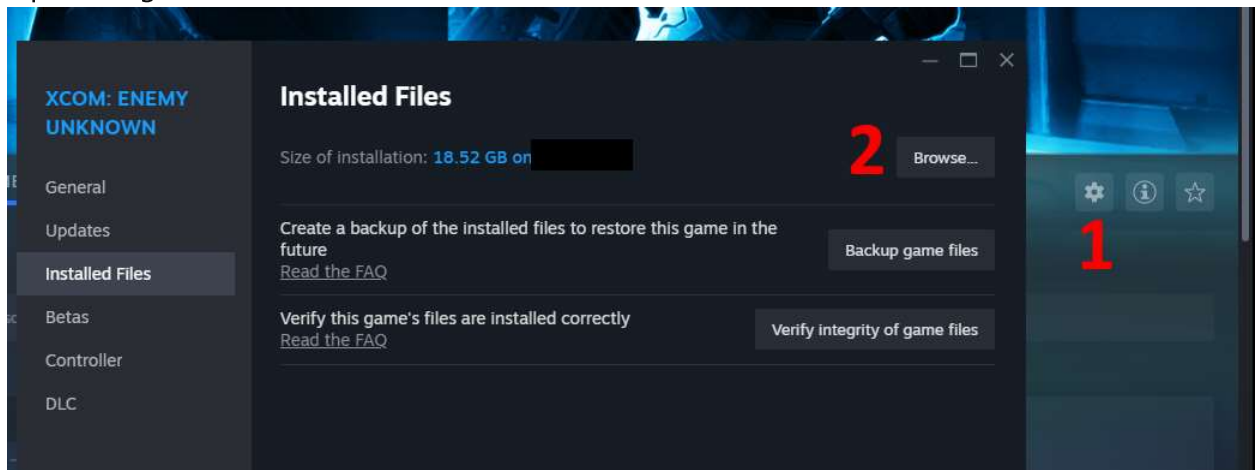 XCOM: ENEMY
UNKNOWN
General
Updates
Installed Files
Betas
Controller
DLC
Installed Files
Size of installation: 18.52 GB on
2
Browse...
Create a backup of the installed files to restore this game in the
future
Read the FAQ
Backup game files
Verify this game's files are installed correctly
Read the FAQ
Verify integrity of game files
1